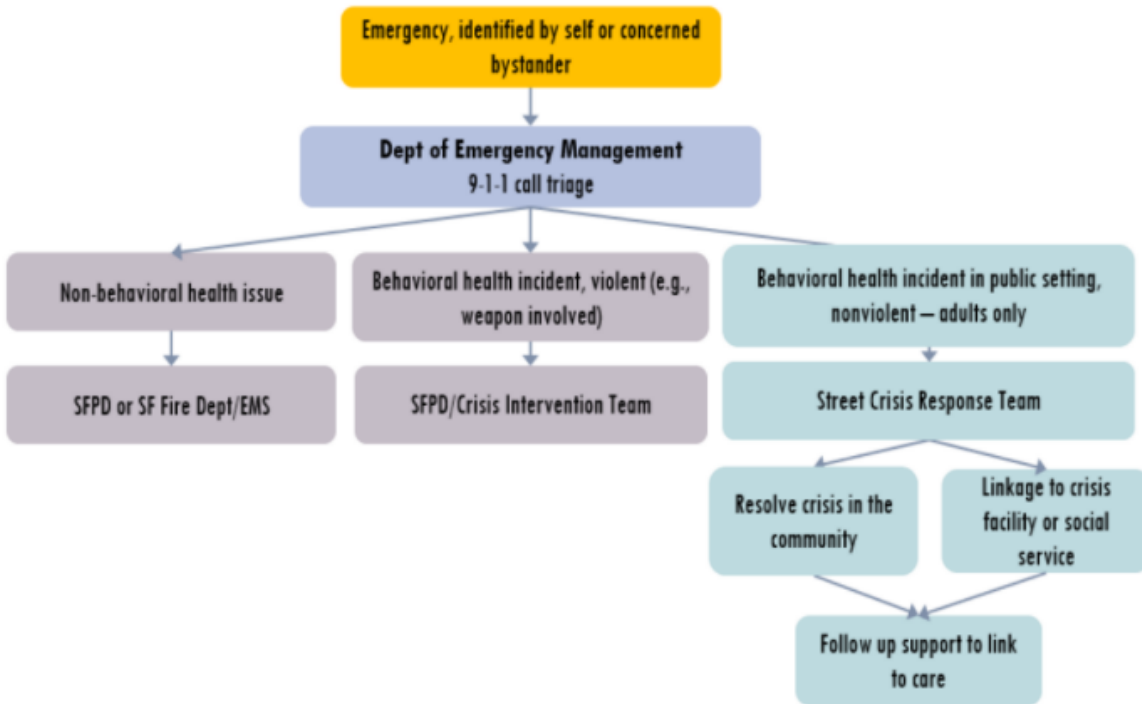 Emergency, identified by self or concerned
bystander
Dept of Emergency Management
9-1-1 call triage
Non-behavioral health issue
Behavioral health incident, violent (e.g.,
weapon involved)
Behavioral health incident in public setting,
nonviolent – adults only
SFPD or SF Fire Dept/EMS
SFPD/Crisis Intervention Team
Street Crisis Response Team
Resolve crisis in the
community
Linkage to crisis
facility or social
service
Follow up support to link
to care